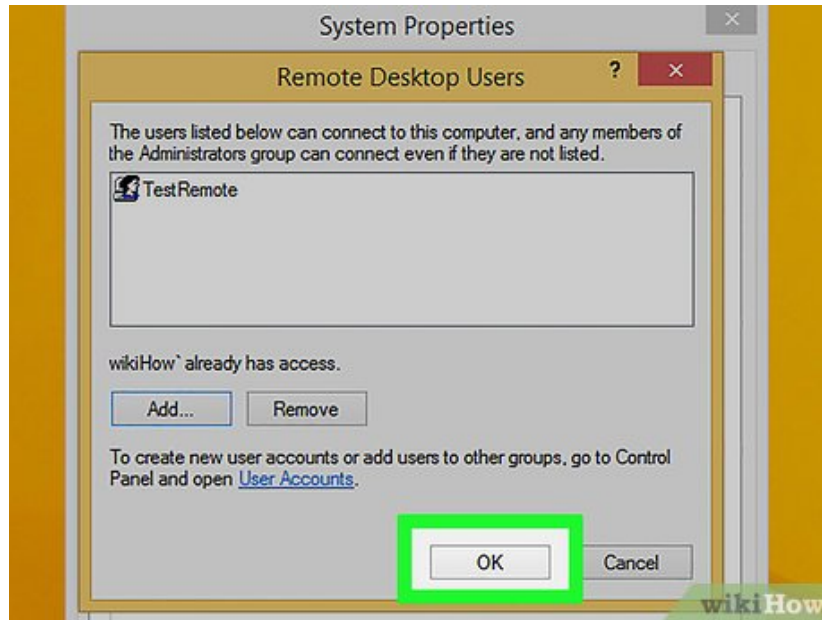 System Properties
Remote Desktop Users
?
The users listed below can connect to this computer, and any members of
the Administrators group can connect even if they are not listed.
TestRemote
wikiHow` already has access.
Add... Remove
To create new user accounts or add users to other groups, go to Control
Panel and open User Accounts.
OK Cancel
wikiHow